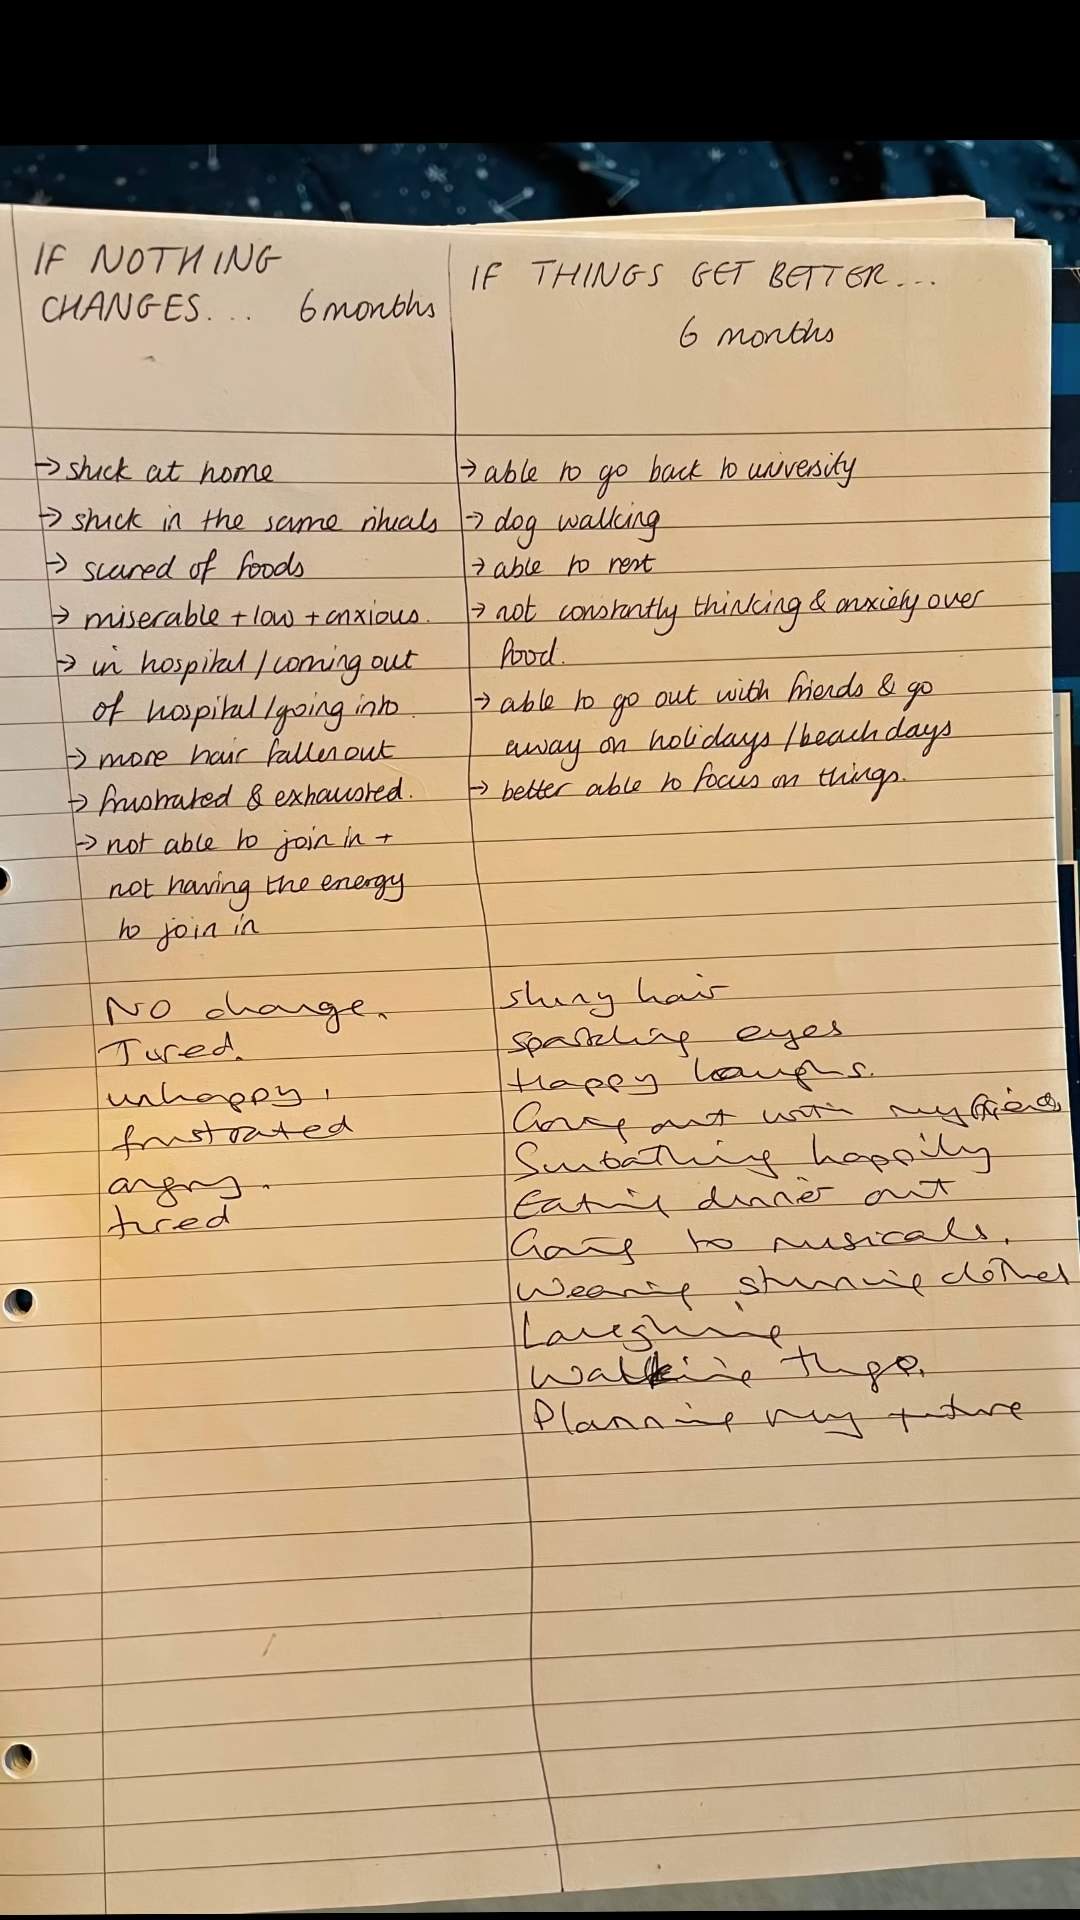 IF NOTHING
CHANGES... 6 months
→ stuck at home
→ stuck in the same rituals
→ scared of foods
→ miserable + low + anxious.
→ in hospital / coming out
of hospital / going into
→ more hair fallen out
→ frustrated & exhausted.
→ not able to join in +
not having the energy
to join in
No change.
Tired.
unhappy,
frustrated
angry.
tired
IF THINGS GET BETTER...
6 months
→ able to go back to university
→ dog walking
→ able to rest
→ not constantly thinking & anxiety over
food.
→ able to go out with friends & go
away on holidays / beach days
→ better able to focus on things.
shiny hair
sparkling eyes
Happy laughs.
Going out with my
Sunbathing happily
Eating dinner out
Going to musicals.
Wearing stunning clothes
Laughing
Walking
Planning my future